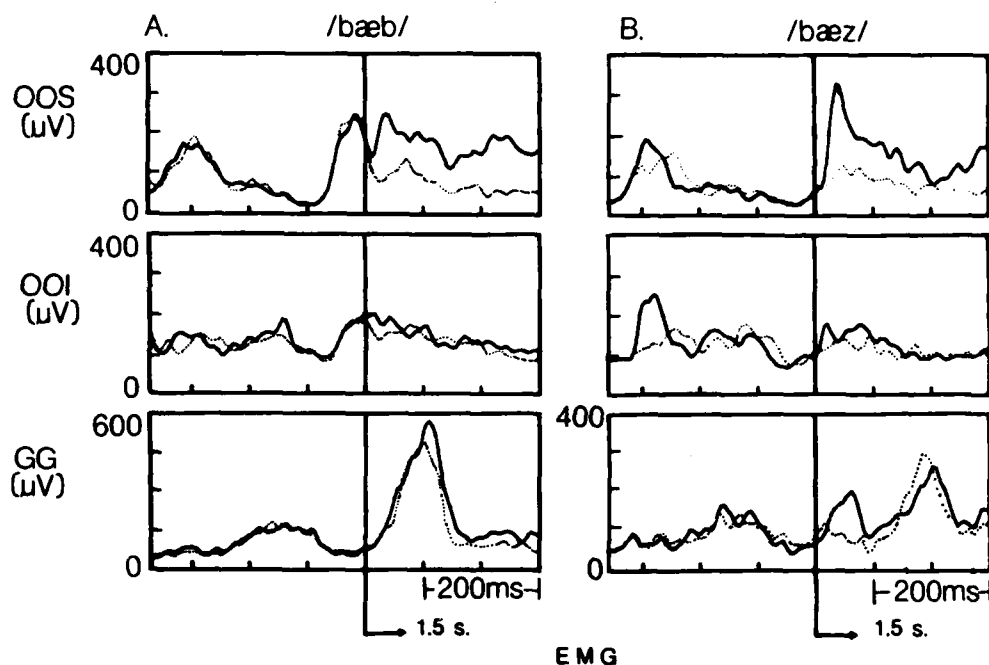 A. /bæb/ B. /bæz/
400
OOS
(μV)
0
400
OOI
(μV)
0
600 400
GG
(μV)
0 0
200ms 200ms
1.5 s. 1.5 s.
EMG